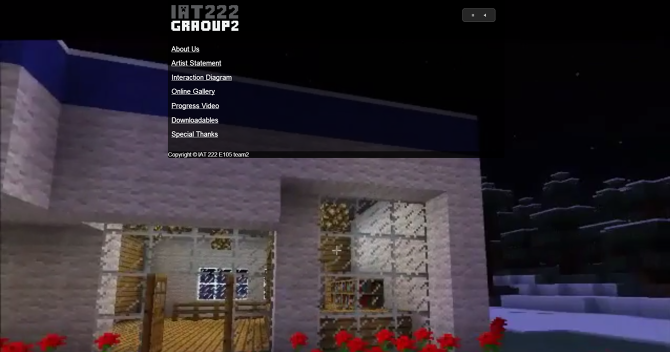 IAT222
GRAOUP2
About Us
Artist Statement
Interaction Diagram
Online Gallery
Progress Video
Downloadables
Special Thanks
Copyright © IAT 222 E105 team2